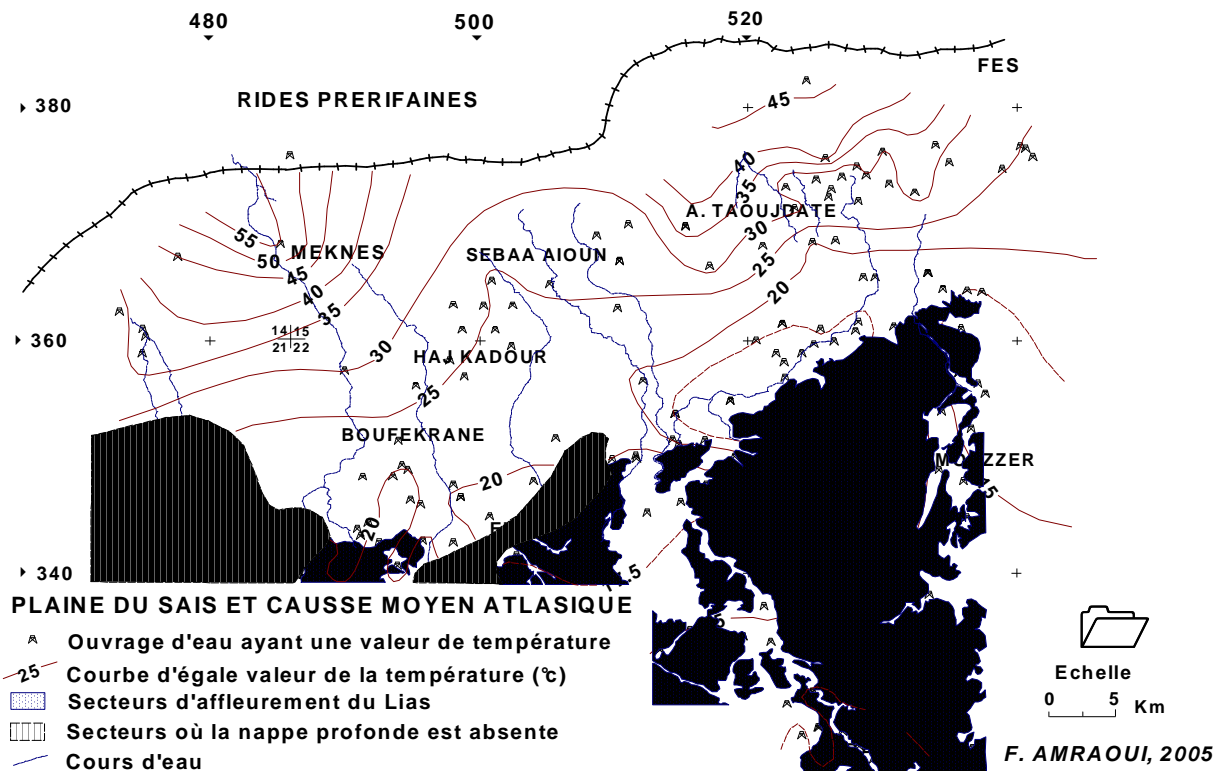 480 500 520
FES
380
RIDES PRERIFAINES
45
40
35
A. TAOUJDATE
30
25
20
55
50
45
40
35
30
MEKNES
SEBAA AIOUN
360
14 15
21 22
HAJ KADOUR
25
BOUFEKRANE
20
20
15
340
PLAINE DU SAIS ET CAUSSE MOYEN ATLASIQUE
Ouvrage d'eau ayant une valeur de température
25 Courbe d'égale valeur de la température (°c)
Secteurs d'affleurement du Lias
Secteurs où la nappe profonde est absente
Cours d'eau
Echelle
0 5 Km
F. AMRAOUI, 2005